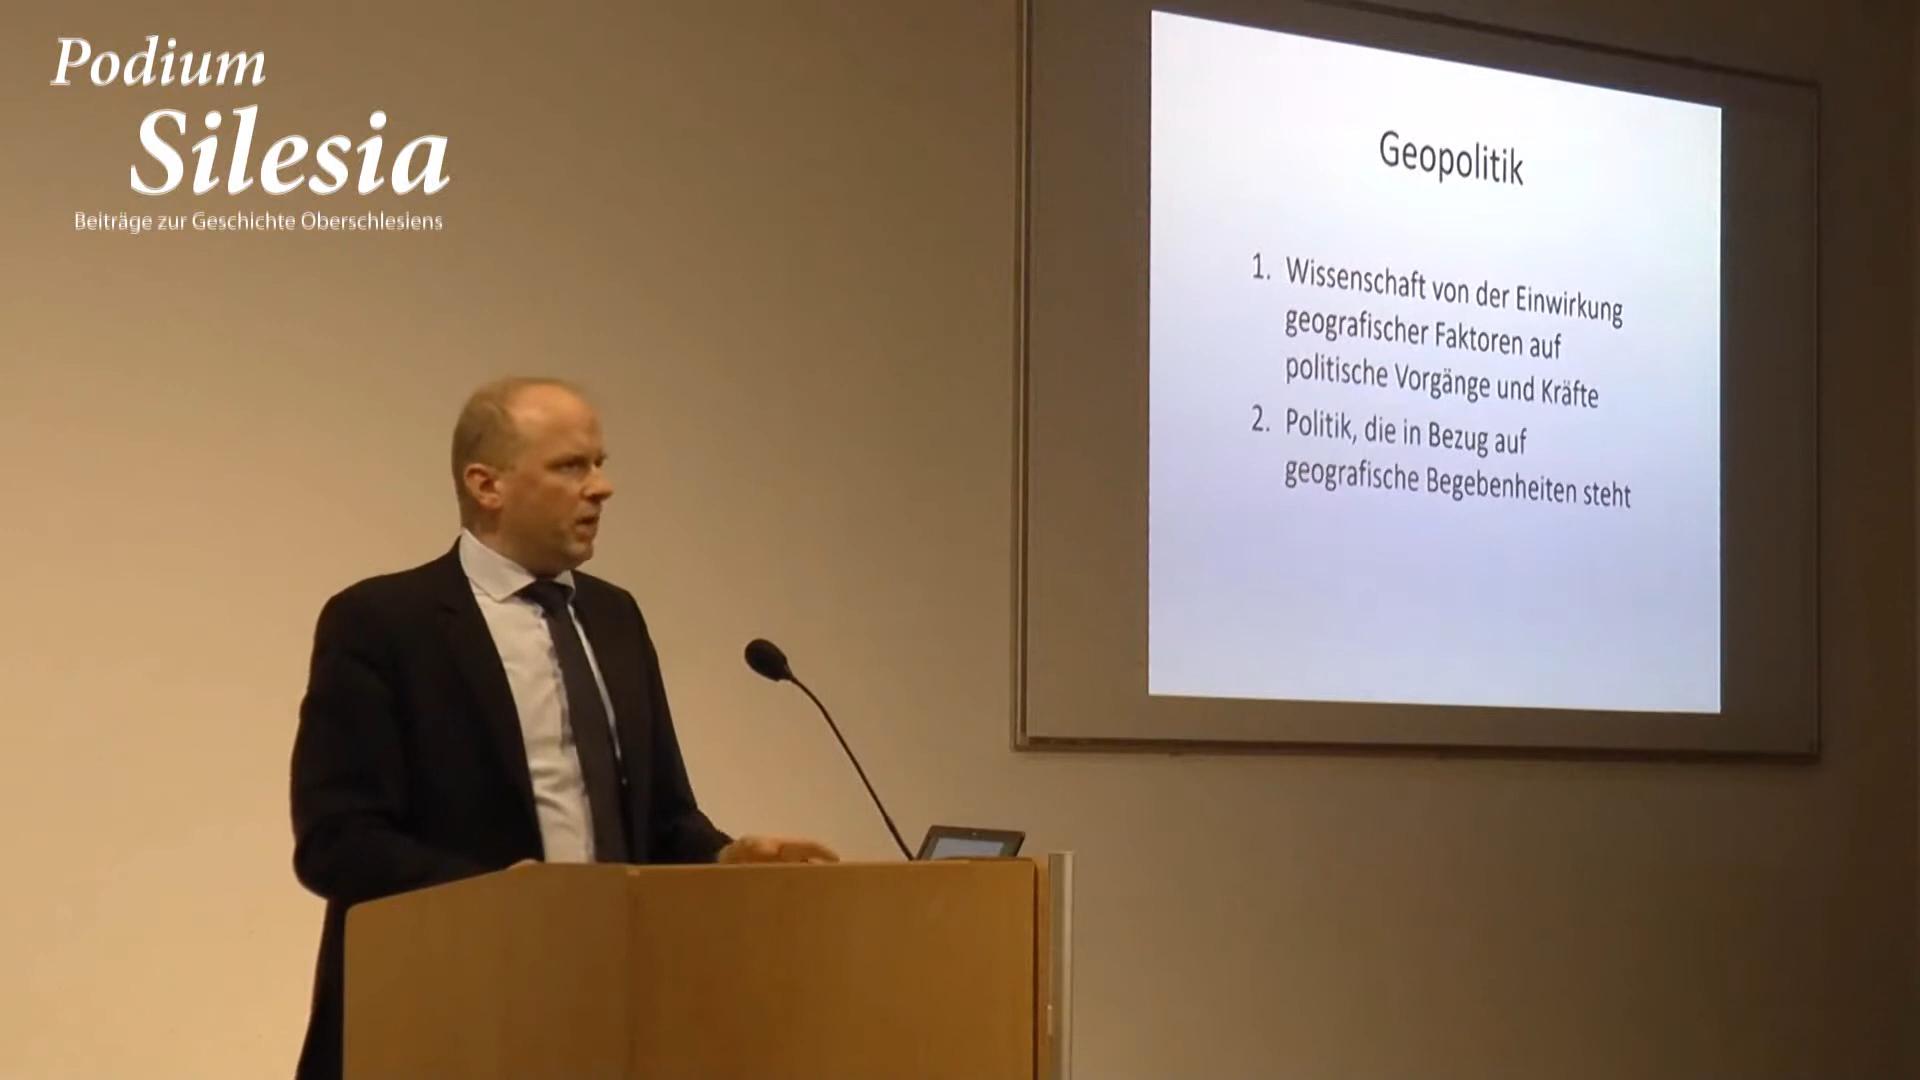 Podium
Silesia
Beiträge zur Geschichte Oberschlesiens
Geopolitik
1. Wissenschaft von der Einwirkung
geografischer Faktoren auf
politische Vorgänge und Kräfte
2. Politik, die in Bezug auf
geografische Begebenheiten steht